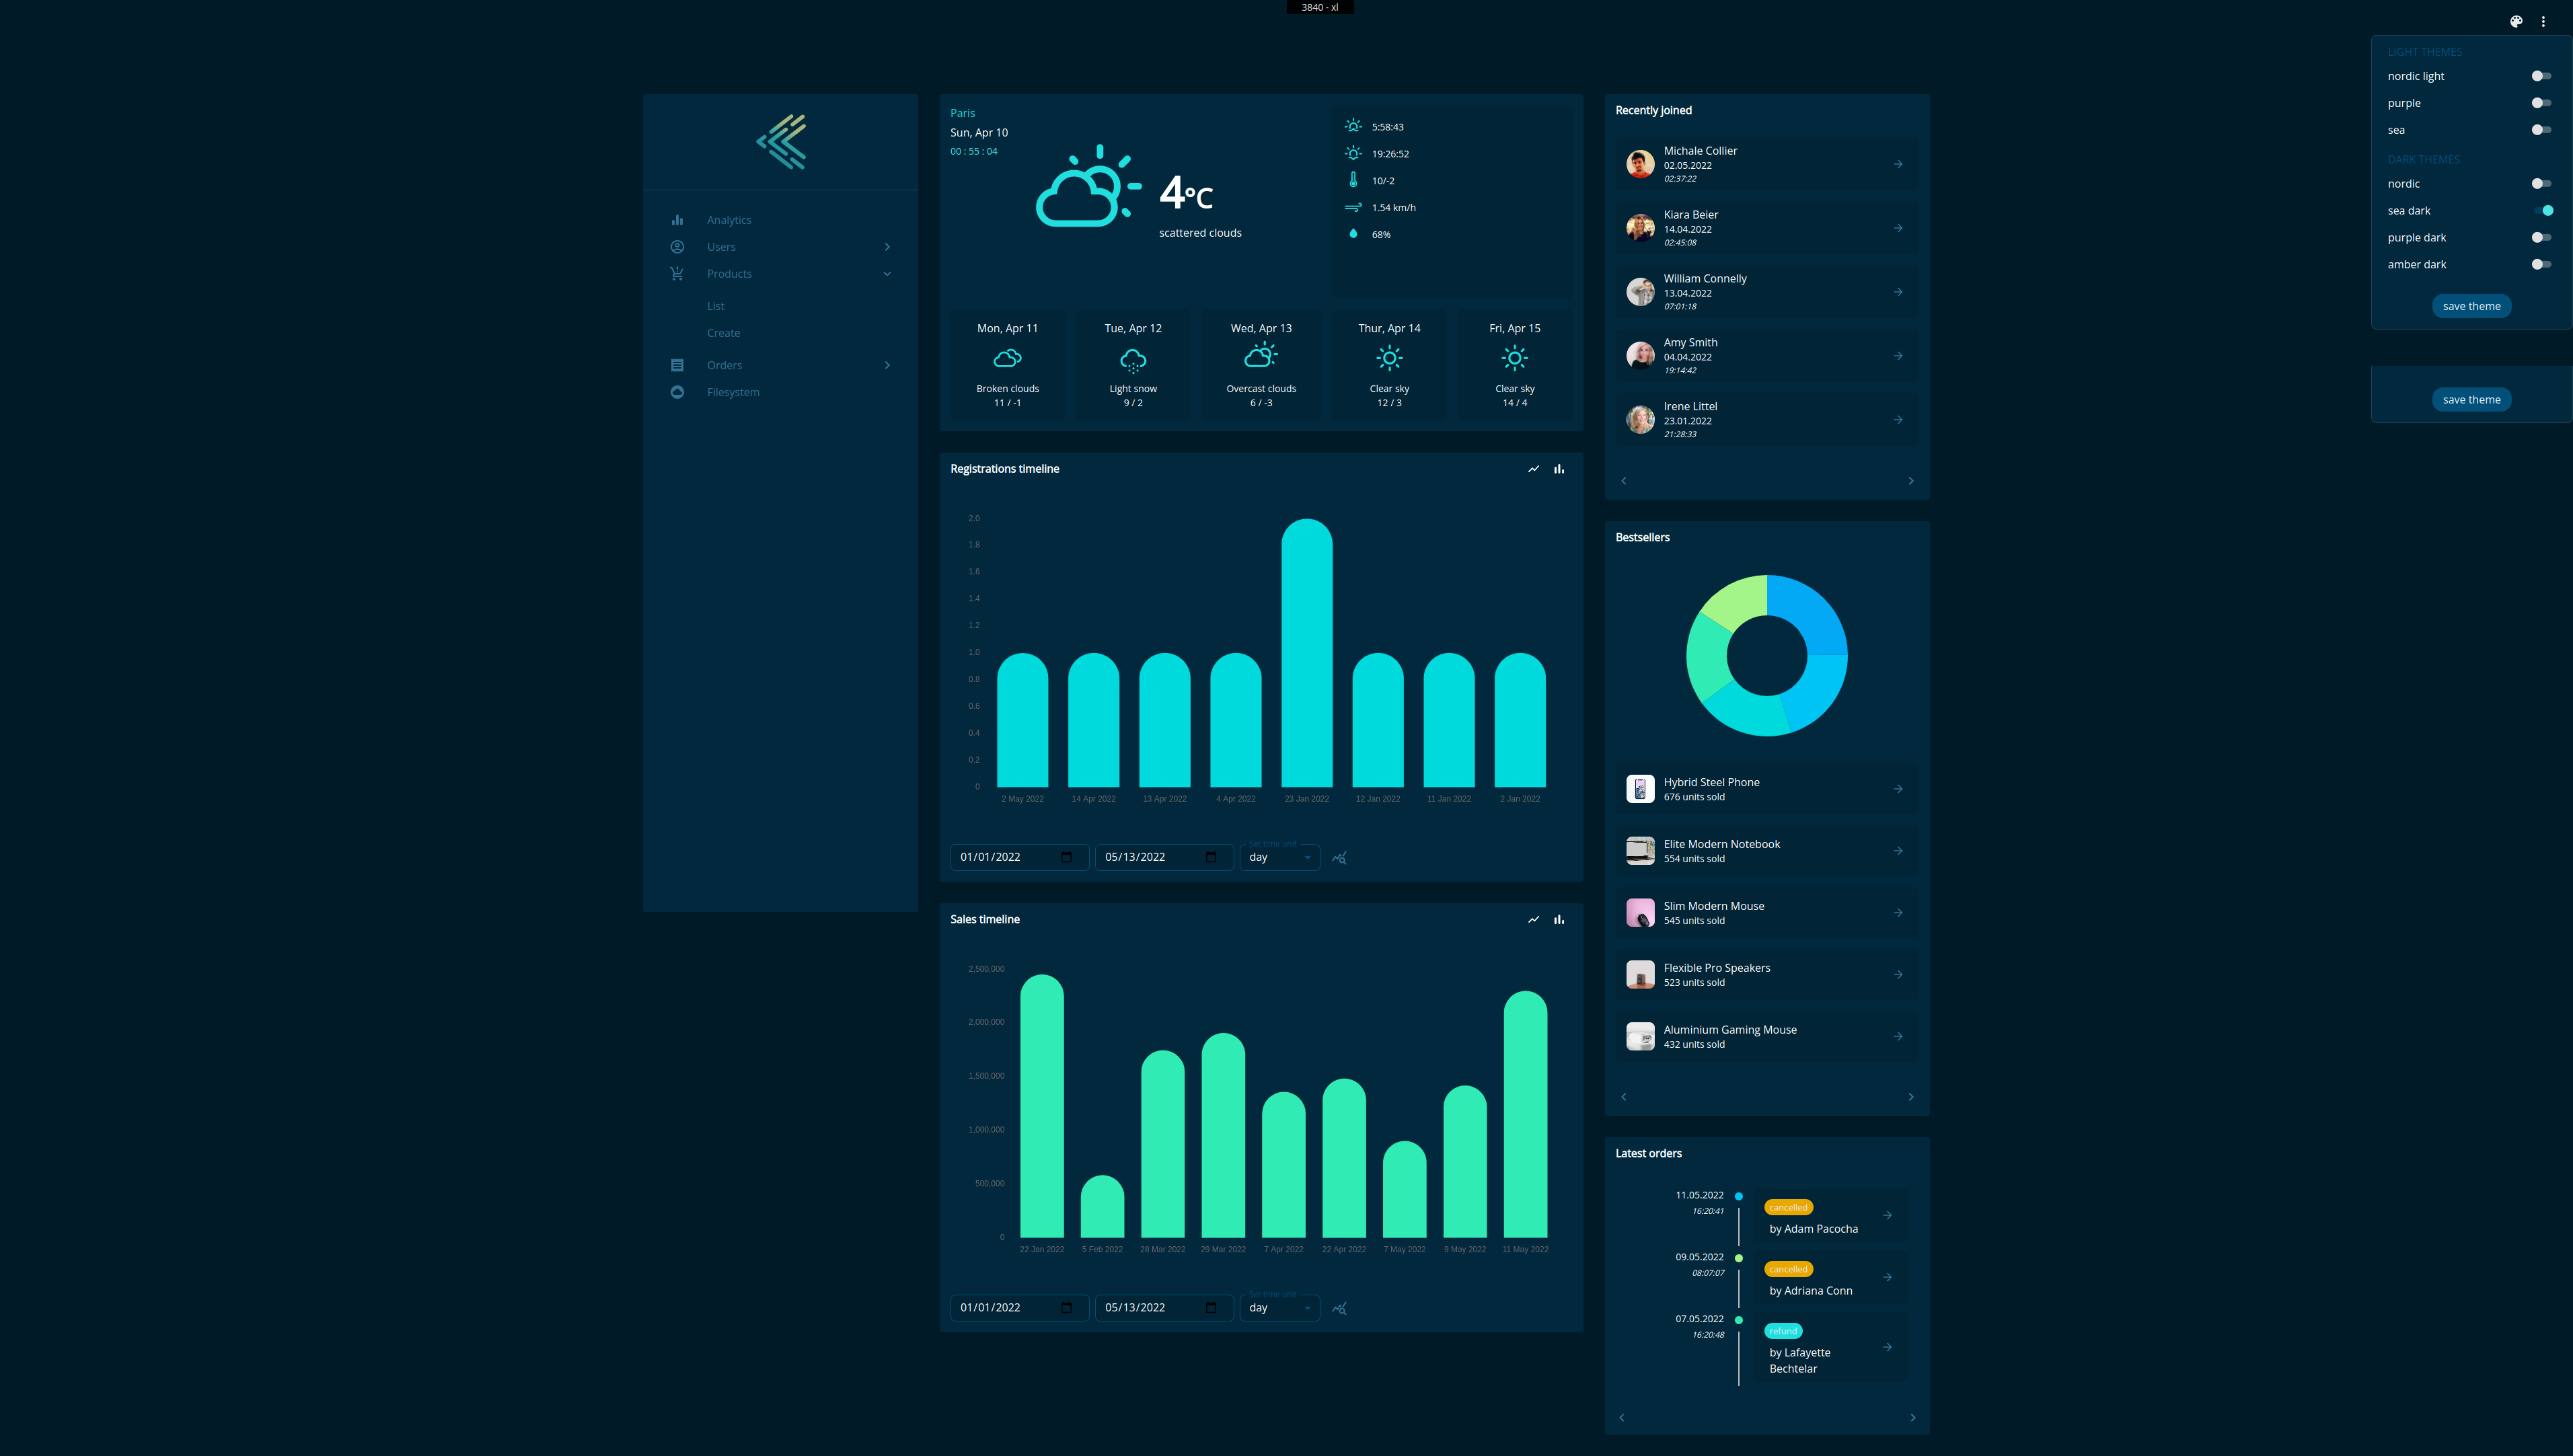 3840 - xl
LIGHT THEMES
nordic light
purple
sea
DARK THEMES
nordic
sea dark
purple dark
amber dark
save theme
save theme
Analytics
Users
Products
List
Create
Orders
Filesystem
Paris
Sun, Apr 10
00 : 55 : 04
4°C
scattered clouds
5:58:43
19:26:52
10/-2
1.54 km/h
68%
Mon, Apr 11
Broken clouds
11 / -1
Tue, Apr 12
Light snow
9 / 2
Wed, Apr 13
Overcast clouds
6 / -3
Thur, Apr 14
Clear sky
12 / 3
Fri, Apr 15
Clear sky
14 / 4
Registrations timeline
2.0
1.8
1.6
1.4
1.2
1.0
0.8
0.6
0.4
0.2
0
2 May 2022 14 Apr 2022 13 Apr 2022 4 Apr 2022 23 Jan 2022 12 Jan 2022 11 Jan 2022 2 Jan 2022
Set time unit
01/01/2022 05/13/2022 day
Sales timeline
2,500,000
2,000,000
1,500,000
1,000,000
500,000
0
22 Jan 2022 5 Feb 2022 28 Mar 2022 29 Mar 2022 7 Apr 2022 22 Apr 2022 7 May 2022 9 May 2022 11 May 2022
Set time unit
01/01/2022 05/13/2022 day
Recently joined
Michale Collier
02.05.2022
02:37:22
Kiara Beier
14.04.2022
02:45:08
William Connelly
13.04.2022
07:01:18
Amy Smith
04.04.2022
19:14:42
Irene Littel
23.01.2022
21:28:33
Bestsellers
Hybrid Steel Phone
676 units sold
Elite Modern Notebook
554 units sold
Slim Modern Mouse
545 units sold
Flexible Pro Speakers
523 units sold
Aluminium Gaming Mouse
432 units sold
Latest orders
11.05.2022
16:20:41
cancelled
by Adam Pacocha
09.05.2022
08:07:07
cancelled
by Adriana Conn
07.05.2022
16:20:48
refund
by Lafayette
Bechtelar